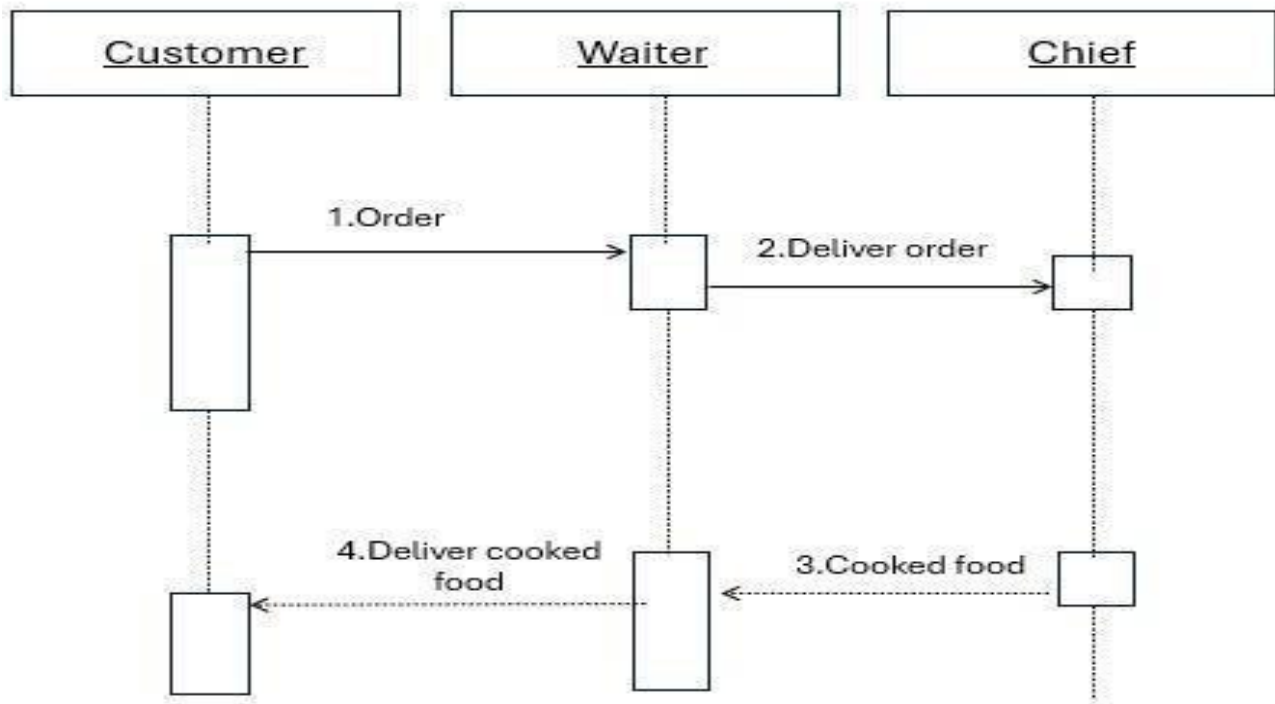 Customer
Waiter
Chief
1.Order
2.Deliver order
3.Cooked food
4.Deliver cooked
food